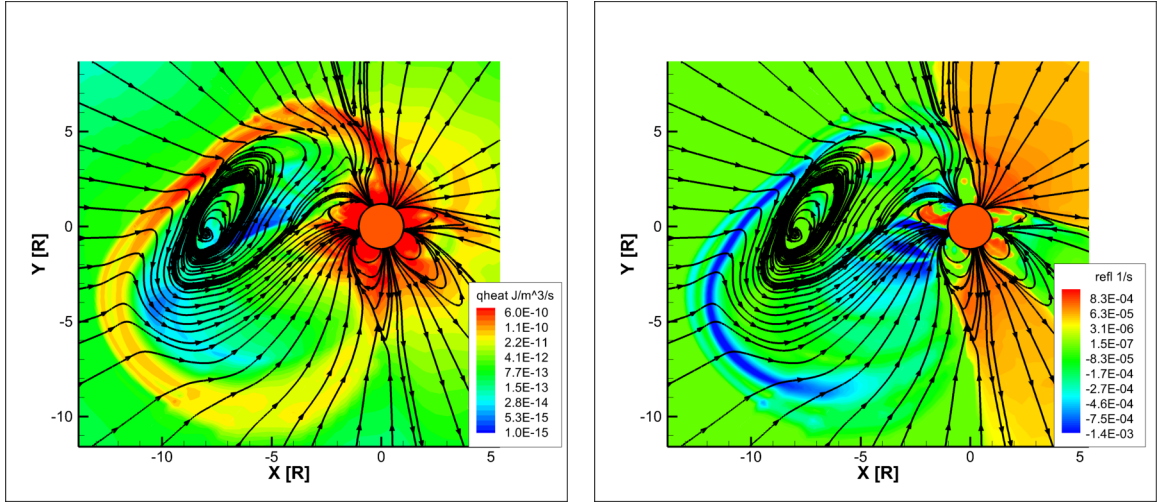 Y [R]
5
0
-5
-10
-10
-5
0
5
X [R]
qheat J/m^3/s
6.0E-10
1.1E-10
2.2E-11
4.1E-12
7.7E-13
1.5E-13
2.8E-14
5.3E-15
1.0E-15
Y [R]
5
0
-5
-10
-10
-5
0
5
X [R]
refl 1/s
8.3E-04
6.3E-05
3.1E-06
1.5E-07
-8.3E-05
-1.7E-04
-2.7E-04
-4.6E-04
-7.5E-04
-1.4E-03